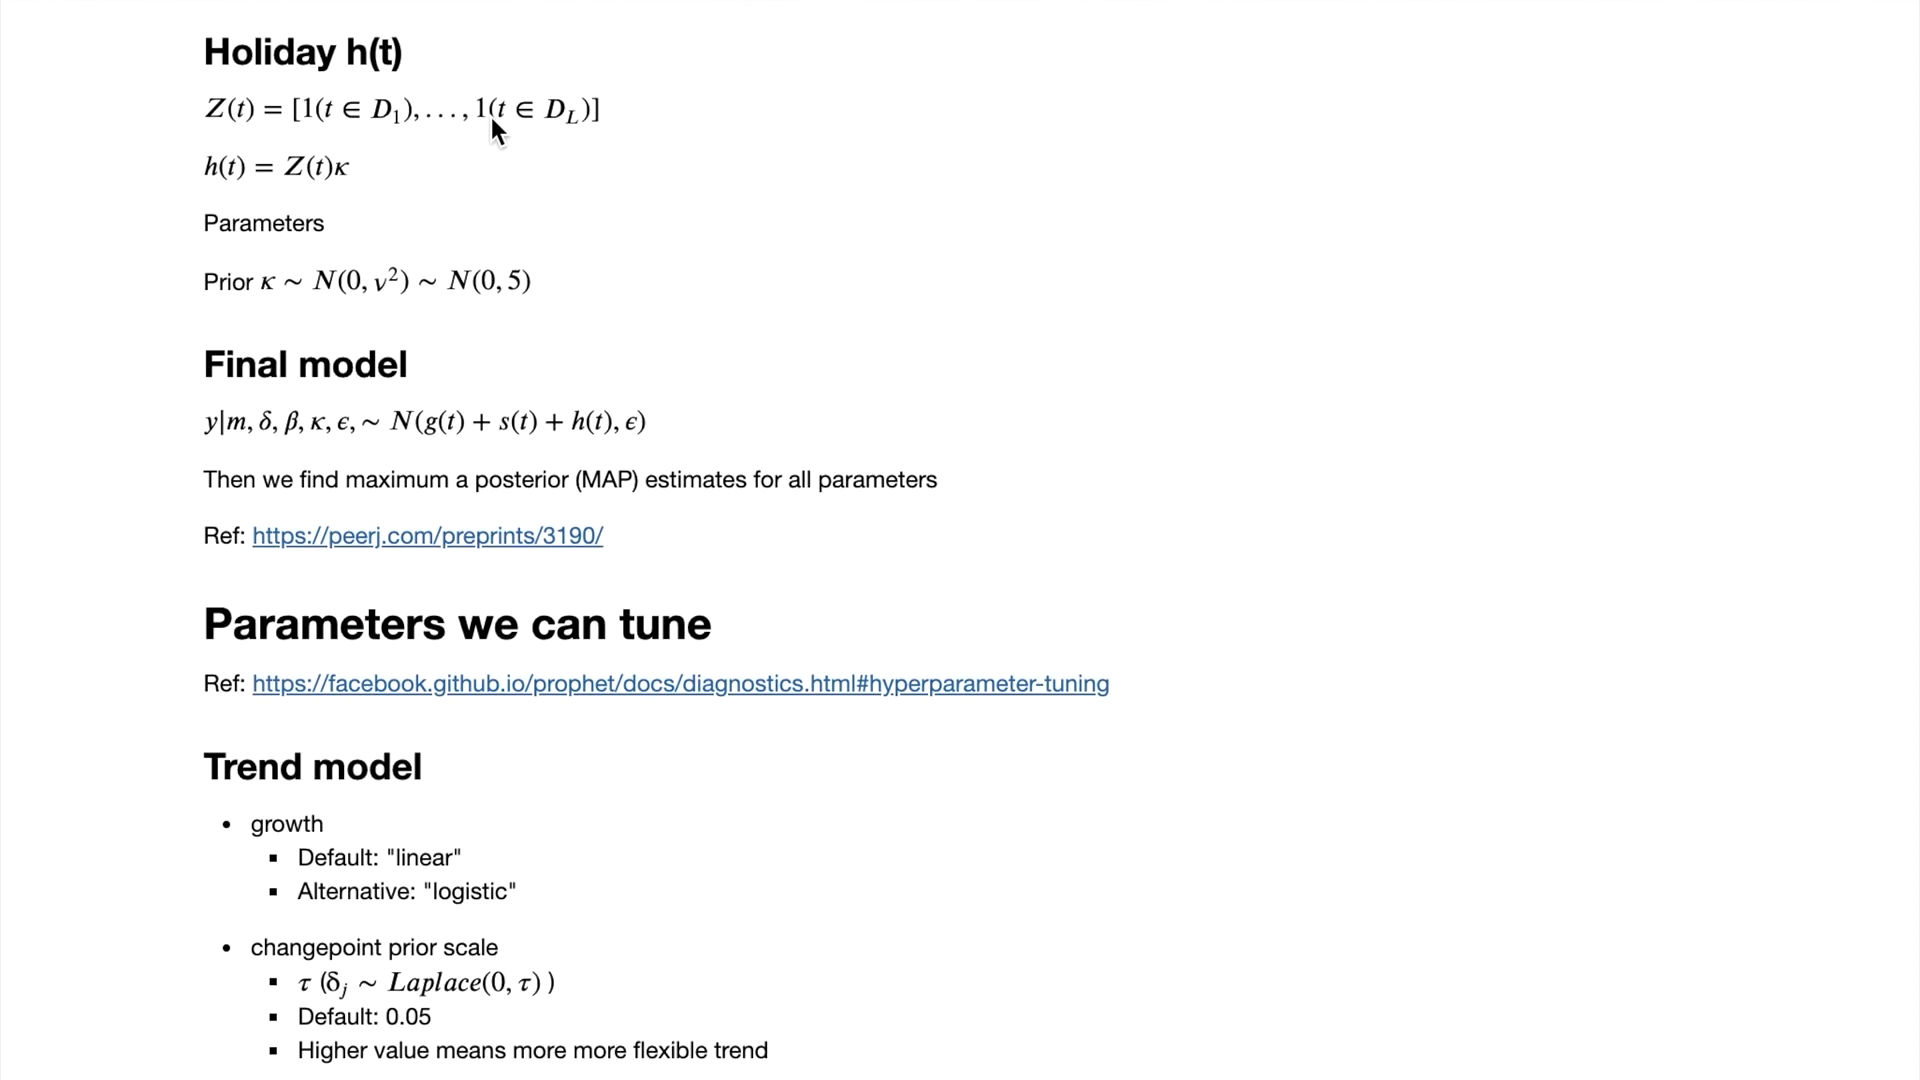 Holiday h(t)
Z(t) = [1(t ∈ D₁), . . . , 1(t ∈ D_L)]
h(t) = Z(t)κ
Parameters
Prior κ ∼ N(0, ν²) ∼ N(0, 5)
Final model
y|m, δ, β, κ, ϵ, ∼ N(g(t) + s(t) + h(t), ϵ)
Then we find maximum a posterior (MAP) estimates for all parameters
Ref: https://peerj.com/preprints/3190/
Parameters we can tune
Ref: https://facebook.github.io/prophet/docs/diagnostics.html#hyperparameter-tuning
Trend model
• growth
▪ Default: "linear"
▪ Alternative: "logistic"
• changepoint prior scale
▪ τ (δ_j ∼ Laplace(0, τ) )
▪ Default: 0.05
▪ Higher value means more more flexible trend